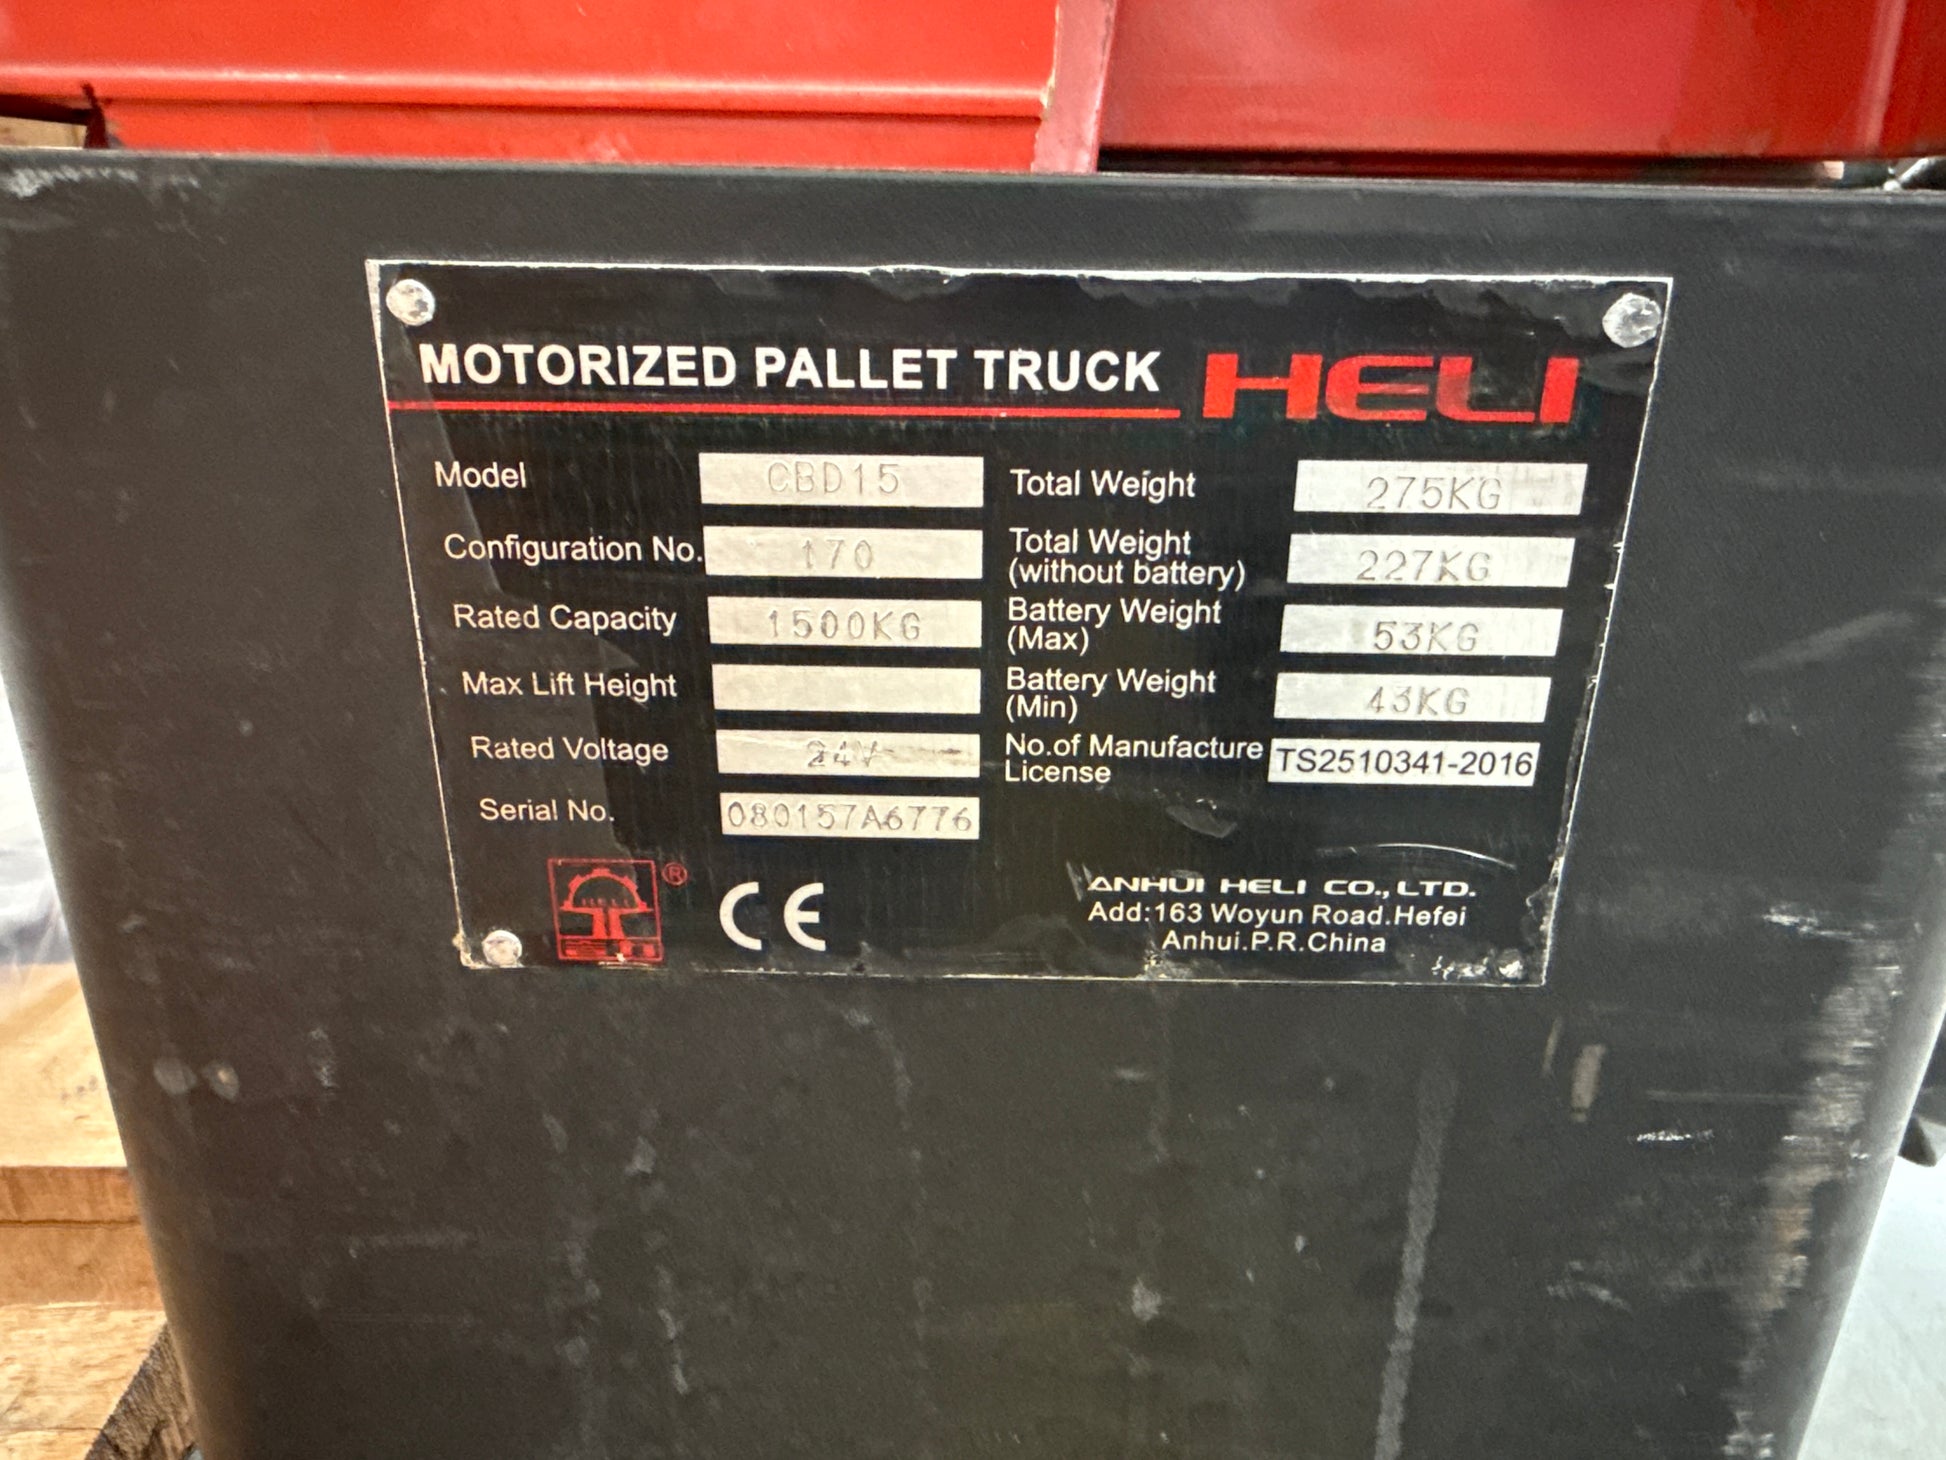 MOTORIZED PALLET TRUCK HELI
Model CBD15
Configuration No. 170
Rated Capacity 1500KG
Max Lift Height
Rated Voltage 24V
Serial No. 080157A6776
Total Weight 275KG
Total Weight
(without battery) 227KG
Battery Weight
(Max) 53KG
Battery Weight
(Min) 43KG
No.of Manufacture
License TS2510341-2016
HELI
®
CE
ANHUI HELI CO.,LTD.
Add:163 Woyun Road.Hefei
Anhui.P.R.China